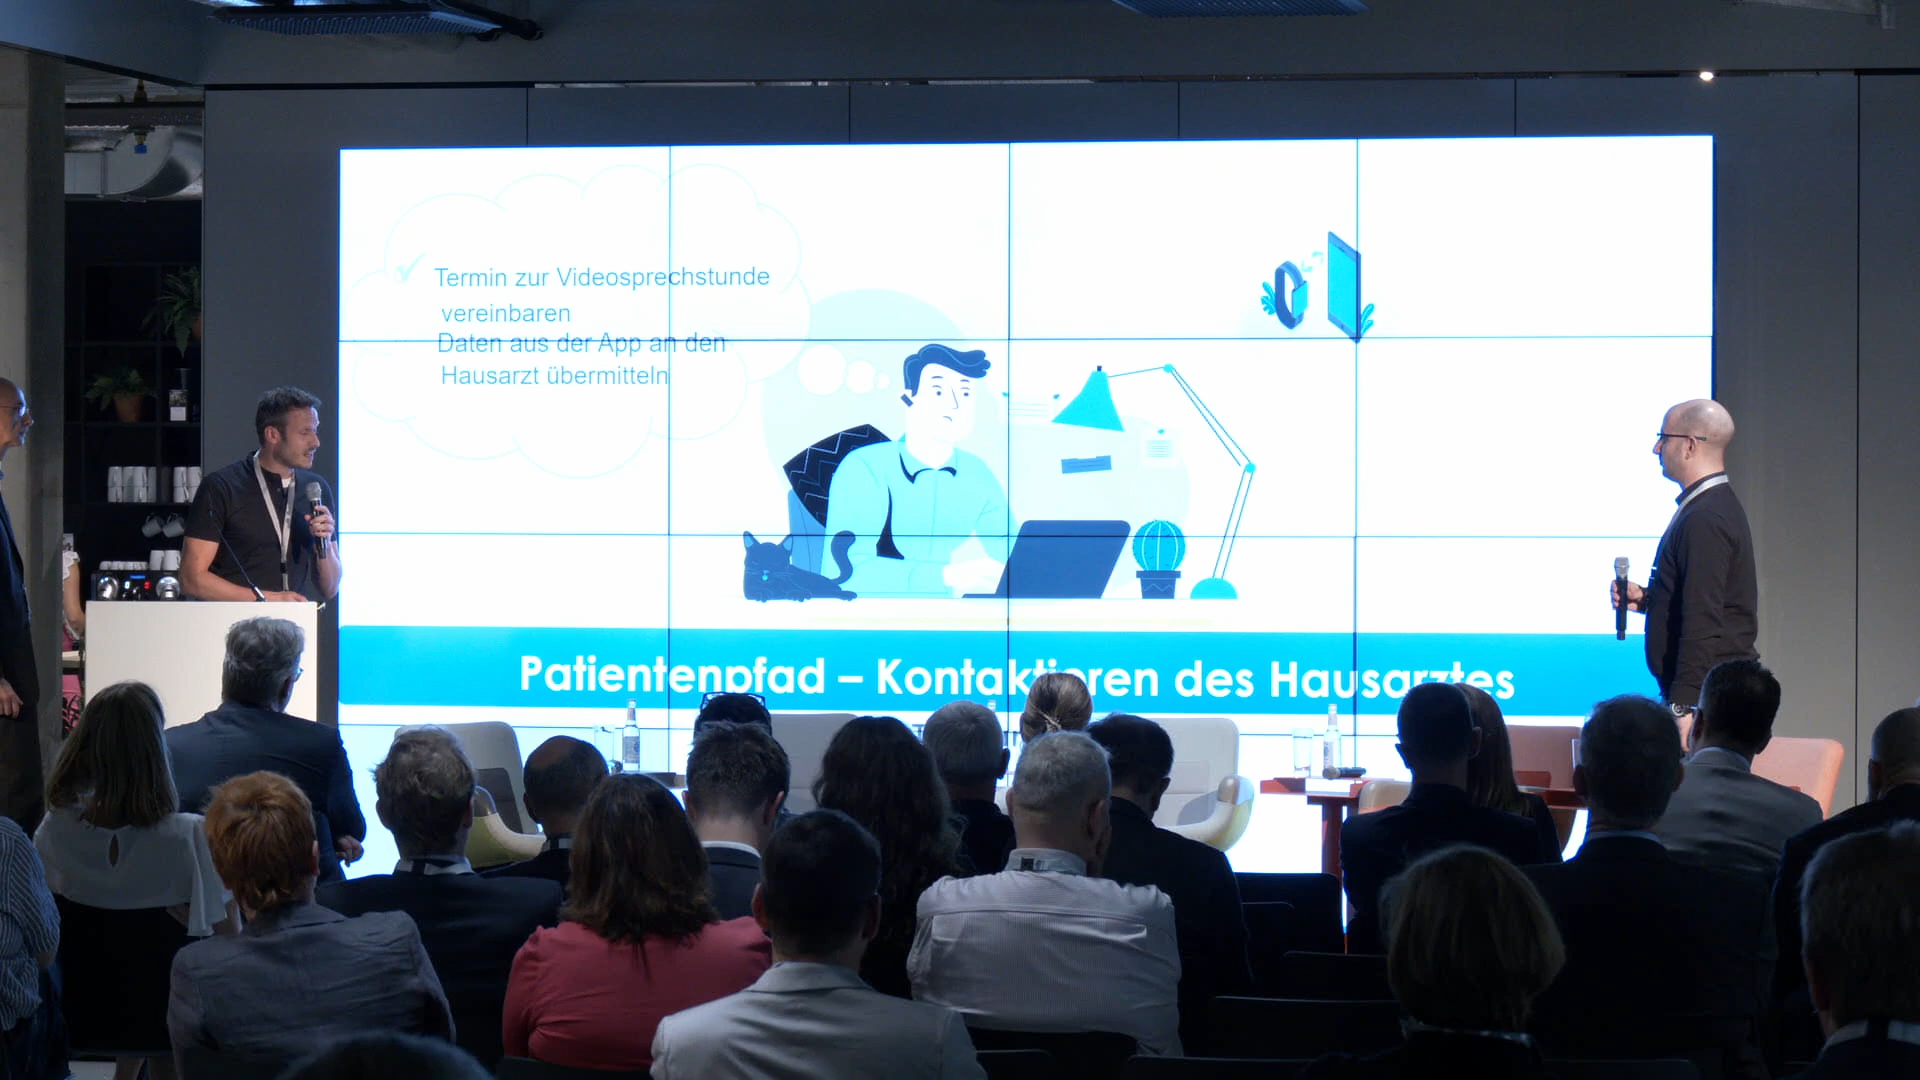 Termin zur Videosprechstunde
vereinbaren
Daten aus der App an den
Hausarzt übermitteln
Patientenpfad – Kontaktieren des Hausarztes